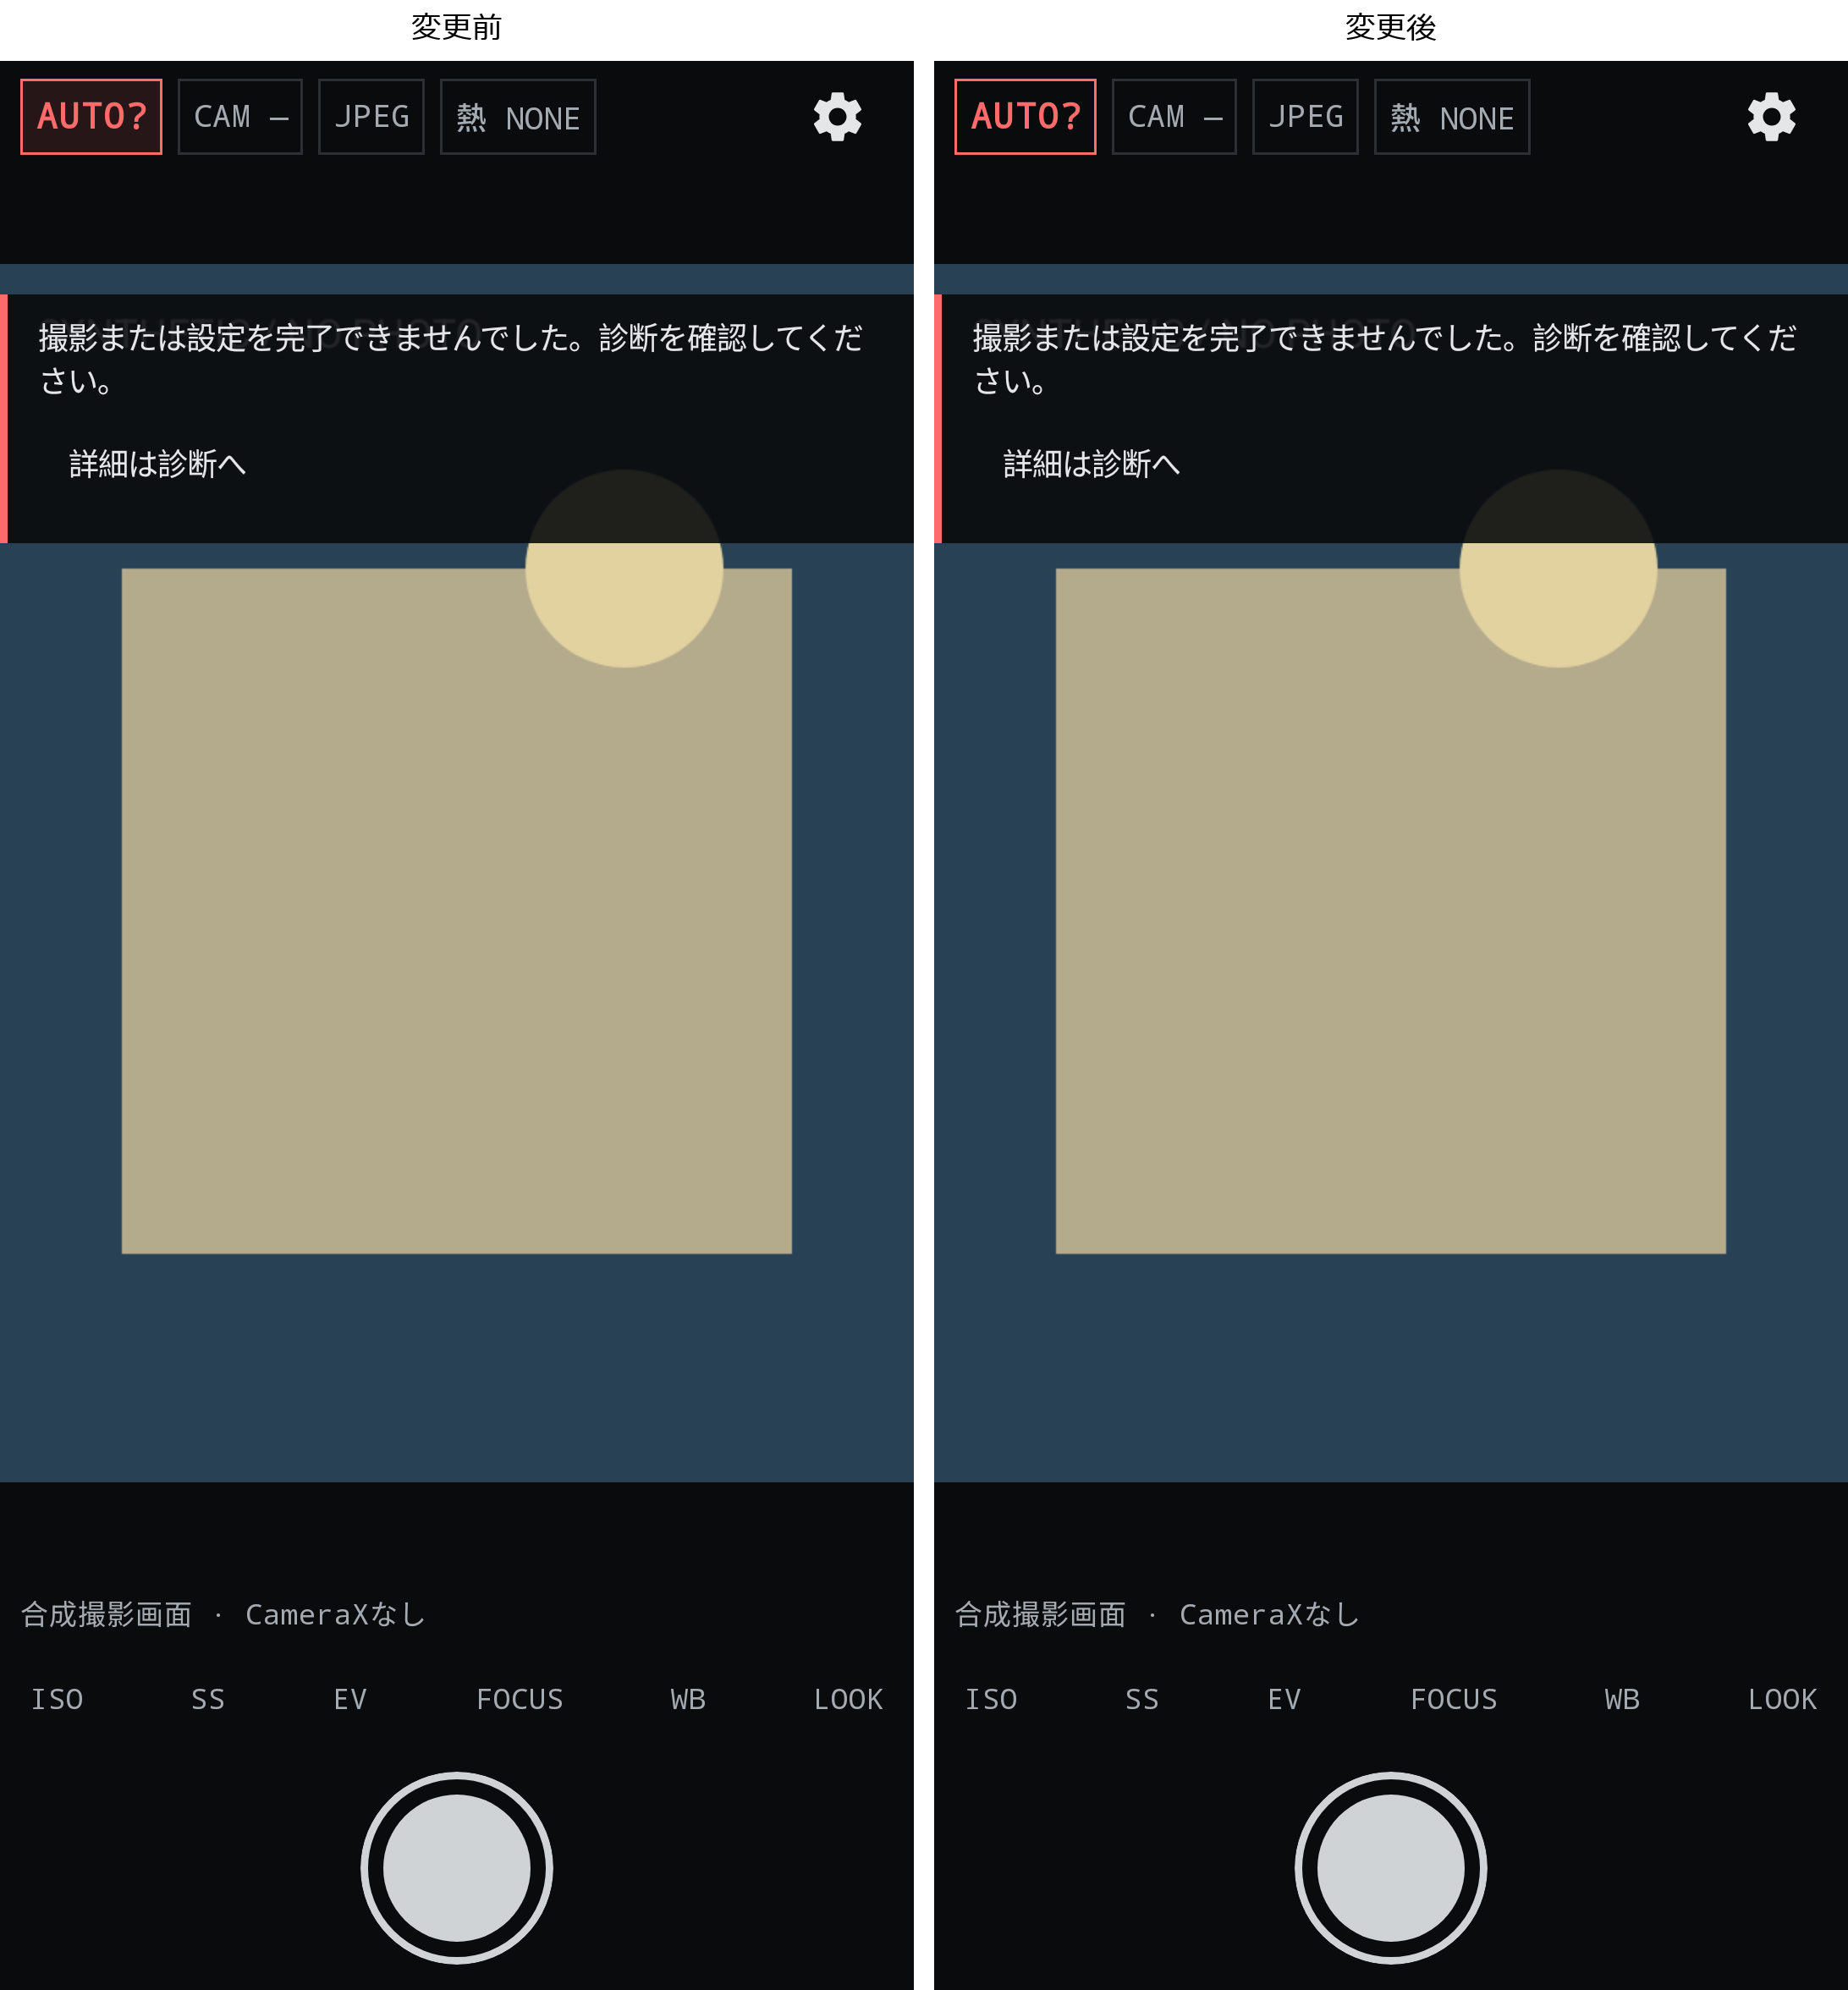 変更前
AUTO? CAM — JPEG 熱 NONE
撮影または設定を完了できませんでした。診断を確認してくだ
さい。
詳細は診断へ
合成撮影画面 · CameraXなし
ISO SS EV FOCUS WB LOOK
変更後
AUTO? CAM — JPEG 熱 NONE
撮影または設定を完了できませんでした。診断を確認してくだ
さい。
詳細は診断へ
合成撮影画面 · CameraXなし
ISO SS EV FOCUS WB LOOK